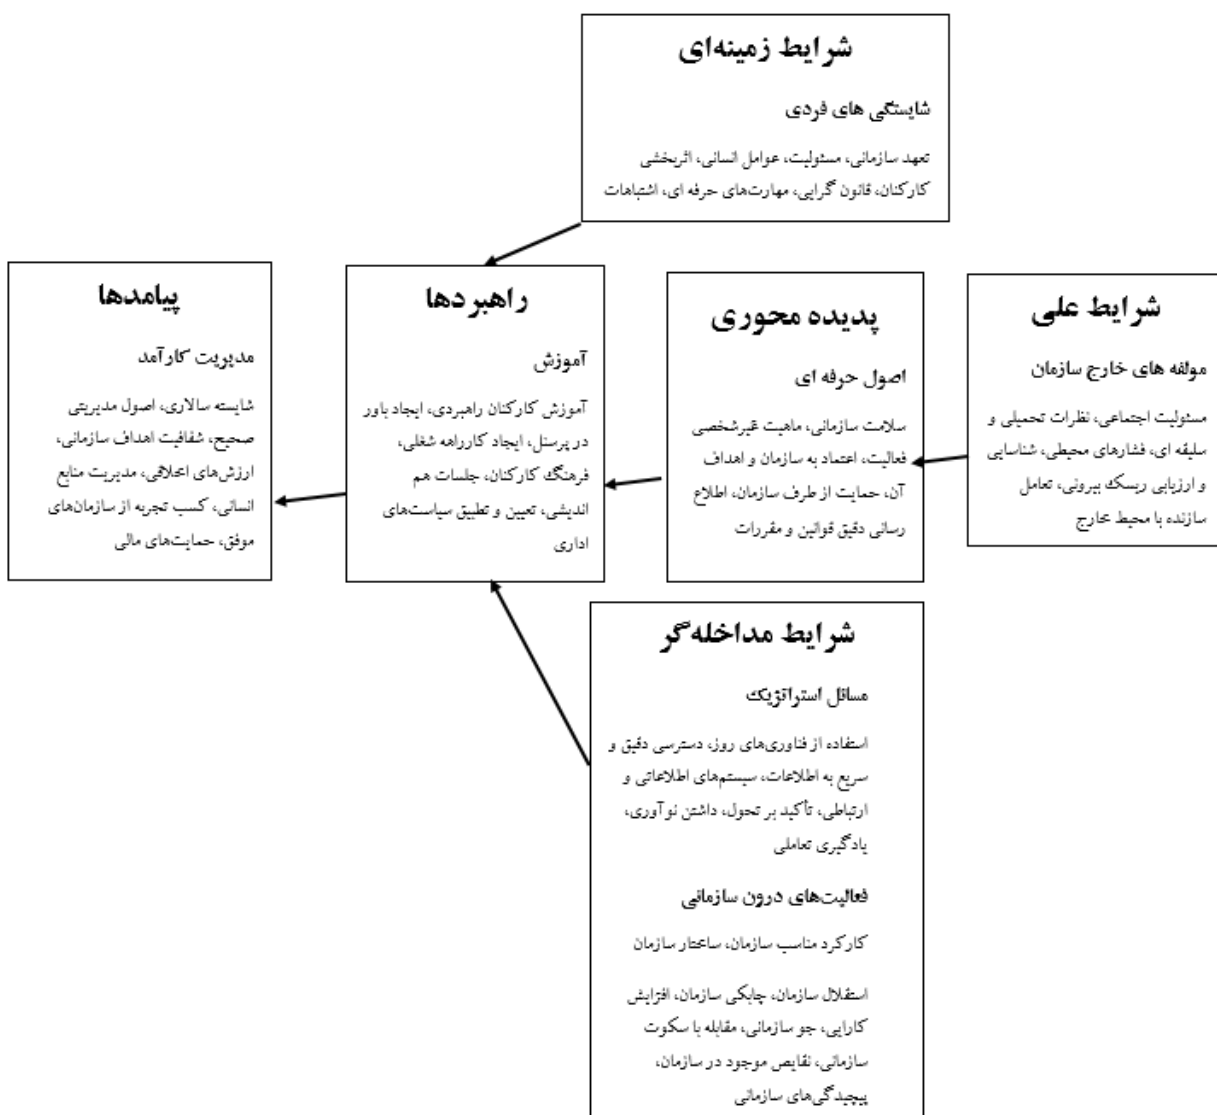 شرایط زمینه‌ای
شایستگی های فردی
تعهد سازمانی، مسئولیت، عوامل انسانی، اثربخشی
کارکنان، قانون گرایی، مهارت‌های حرفه ای، اشتباهات
شرایط علی
مولفه های خارج سازمان
مسئولیت اجتماعی، نظرات تحمیلی و
سلیقه ای، فشارهای محیطی، شناسایی
و ارزیابی ریسک بیرونی، تعامل
سازنده با محیط خارج
پدیده محوری
اصول حرفه ای
سلامت سازمانی، ماهیت غیرشخصی
فعالیت، اعتماد به سازمان و اهداف
آن، حمایت از طرف سازمان، اطلاع
رسانی دقیق قوانین و مقررات
راهبردها
آموزش
آموزش کارکنان راهبردی، ایجاد باور
در پرسنل، ایجاد کارراهه شغلی،
فرهنگ کارکنان، جلسات هم
اندیشی، تعیین و تطبیق سیاست‌های
اداری
پیامدها
مدیریت کارآمد
شایسته سالاری، اصول مدیریتی
صحیح، شفافیت اهداف سازمانی،
ارزش‌های اخلاقی، مدیریت منابع
انسانی، کسب تجربه از سازمان‌های
موفق، حمایت‌های مالی
شرایط مداخله‌گر
مسائل استراتژیک
استفاده از فناوری‌های روز، دسترسی دقیق و
سریع به اطلاعات، سیستم‌های اطلاعاتی و
ارتباطی، تأکید بر تحول، داشتن نوآوری،
یادگیری تعاملی
فعالیت‌های درون سازمانی
کارکرد مناسب سازمان، ساختار سازمان
استقلال سازمان، چابکی سازمان، افزایش
کارایی، جو سازمانی، مقابله با سکوت
سازمانی، نقایص موجود در سازمان،
پیچیدگی‌های سازمانی